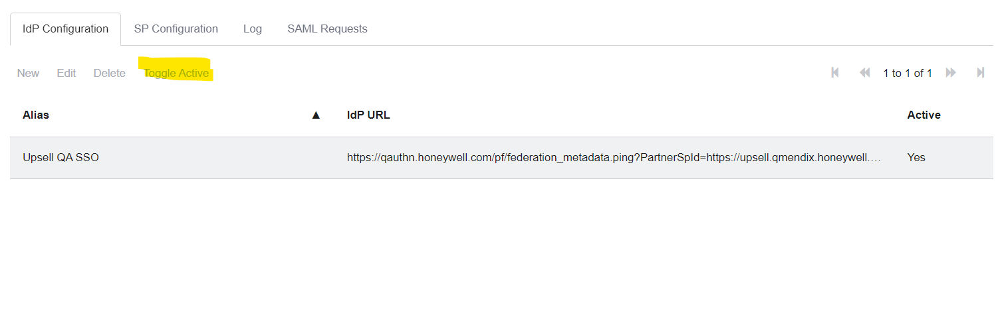 IdP Configuration SP Configuration Log SAML Requests
New Edit Delete Toggle Active 1 to 1 of 1
Alias ▲ IdP URL Active
Upsell QA SSO https://qauthn.honeywell.com/pf/federation_metadata.ping?PartnerSpId=https://upsell.qmendix.honeywell.… Yes